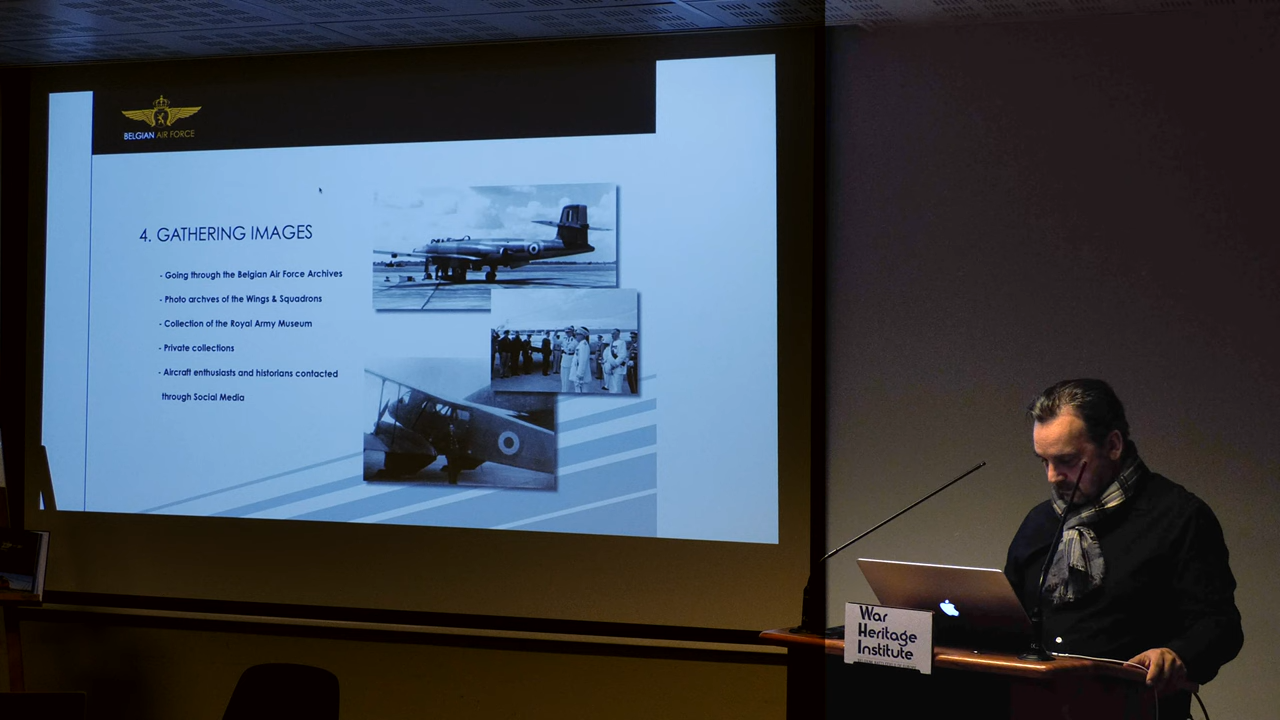 BELGIAN AIR FORCE
4. GATHERING IMAGES
- Going through the Belgian Air Force Archives
- Photo archves of the Wings & Squadrons
- Collection of the Royal Army Museum
- Private collections
- Aircraft enthusiasts and historians contacted
through Social Media
War
Heritage
Institute